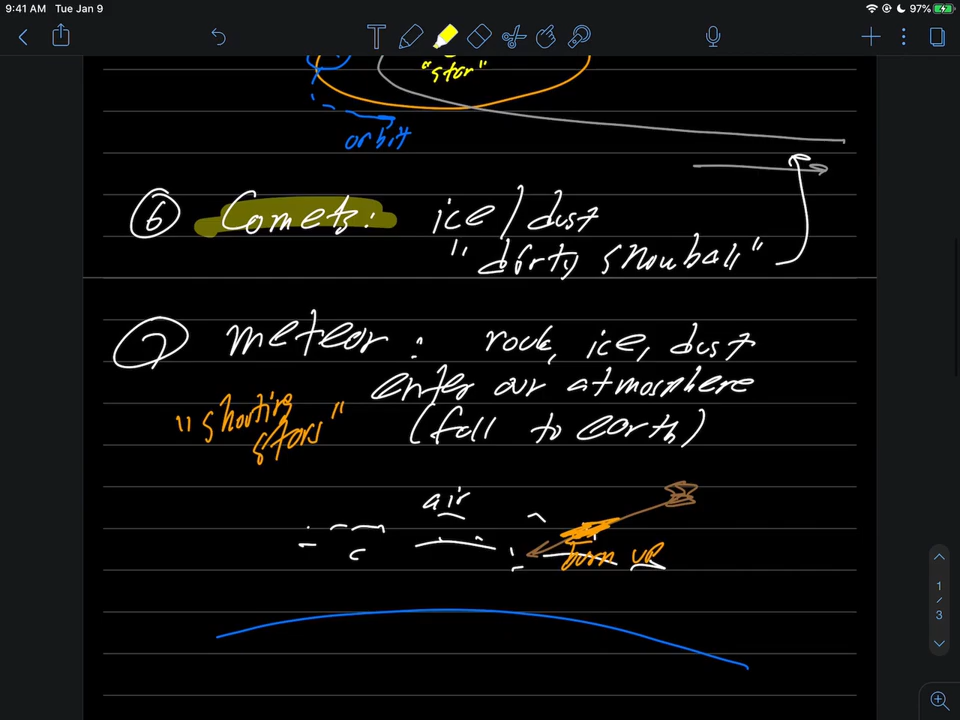 9:41 AM Tue Jan 9
97%
"star"
orbit
6 Comets: ice/dust
"dirty snowball"
7 meteor: rock, ice, dust
enter our atmosphere
"shooting
stars"
(fall to earth)
air
burn up
1
/
3